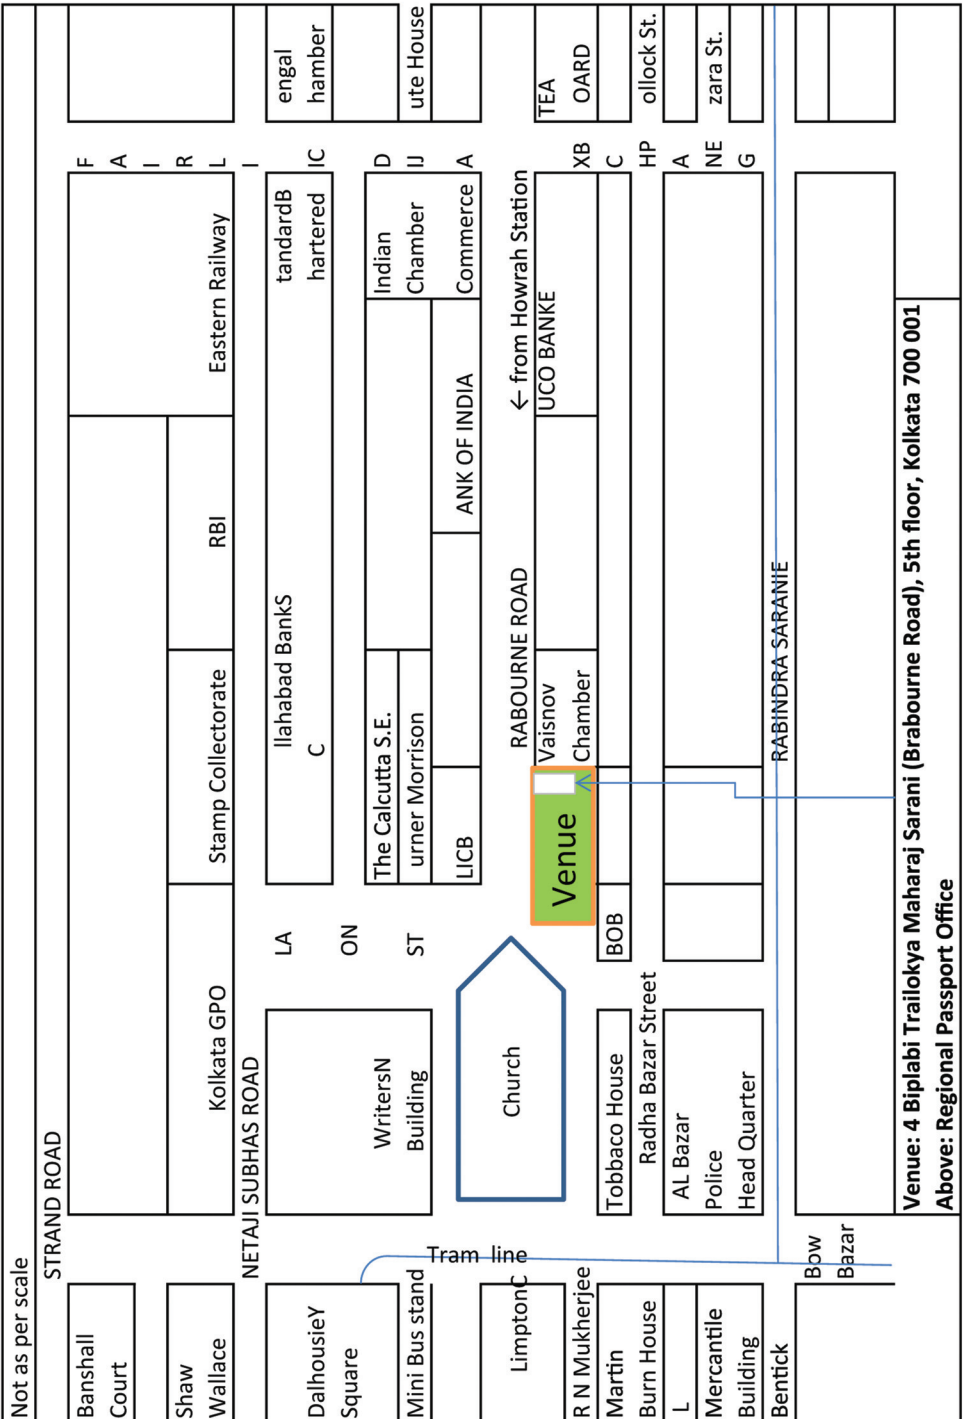 Not as per scale
STRAND ROAD
Banshall F
Court A
I
Shaw R
Wallace Kolkata GPO Stamp Collectorate RBI Eastern Railway L
NETAJI SUBHAS ROAD I
LA llahabad BankS tandardB engal
DalhousieY C hartered IC hamber
Square ON
WritersN The Calcutta S.E. Indian D
Mini Bus stand Building ST urner Morrison Chamber IJ ute House
Tram line LICB ANK OF INDIA Commerce A
LimptonC Church RABOURNE ROAD ← from Howrah Station
Vaisnov UCO BANKE TEA
Venue
R N Mukherjee Chamber XB OARD
Martin Tobbaco House BOB C
Burn House Radha Bazar Street HP ollock St.
L AL Bazar A
Mercantile Police NE zara St.
Building Head Quarter G
Bentick RABINDRA SARANIE
Bow
Bazar
Venue: 4 Biplabi Trailokya Maharaj Sarani (Brabourne Road), 5th floor, Kolkata 700 001
Above: Regional Passport Office